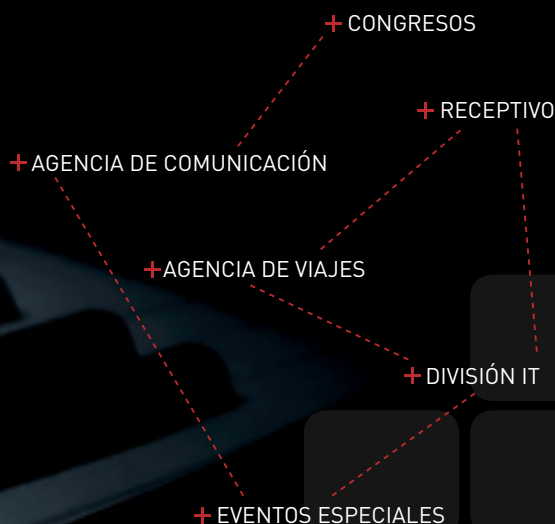 + CONGRESOS
+ RECEPTIVO
+ AGENCIA DE COMUNICACIÓN
+ AGENCIA DE VIAJES
+ DIVISIÓN IT
+ EVENTOS ESPECIALES